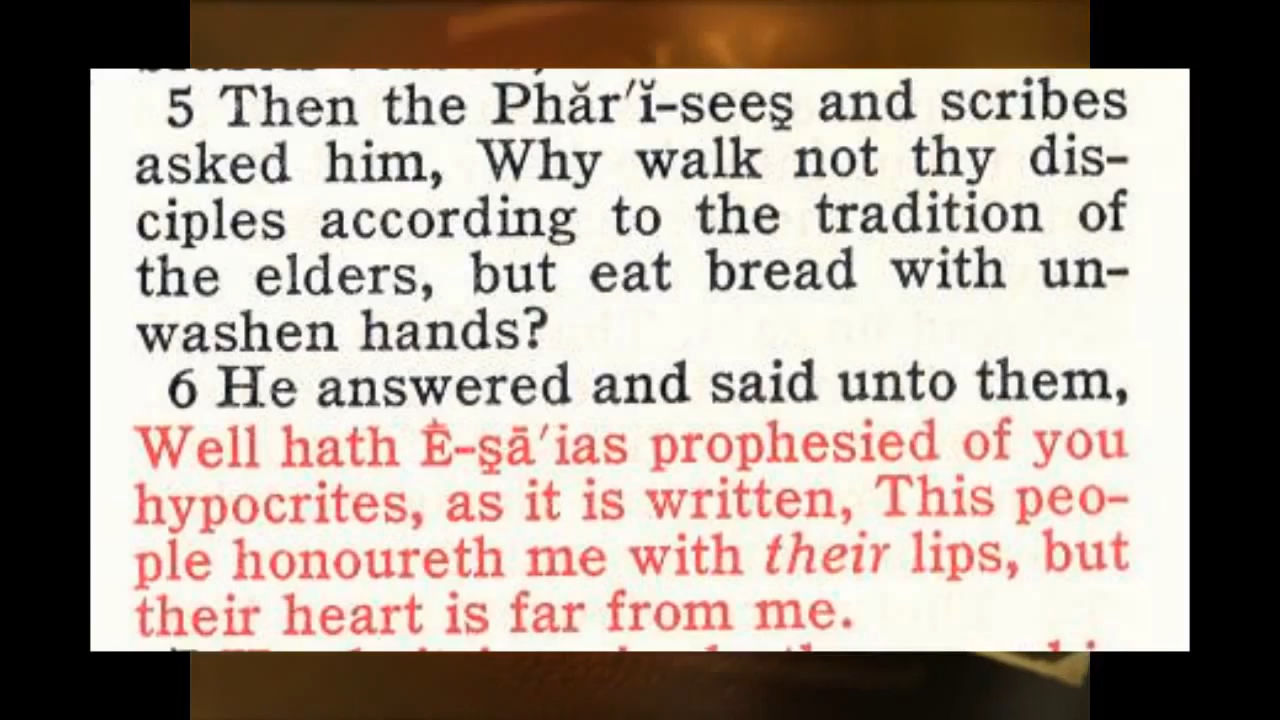 5 Then the Phăr′ĭ-seeş and scribes
asked him, Why walk not thy dis-
ciples according to the tradition of
the elders, but eat bread with un-
washen hands?
6 He answered and said unto them,
Well hath Ē̇-şā′ias prophesied of you
hypocrites, as it is written, This peo-
ple honoureth me with their lips, but
their heart is far from me.